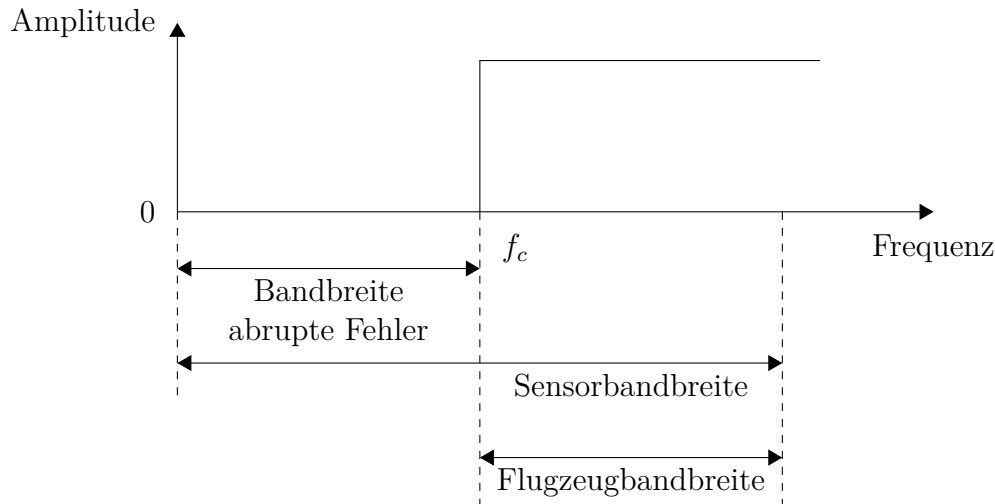 Amplitude
0
f_c
Frequenz
Bandbreite
abrupte Fehler
Sensorbandbreite
Flugzeugbandbreite